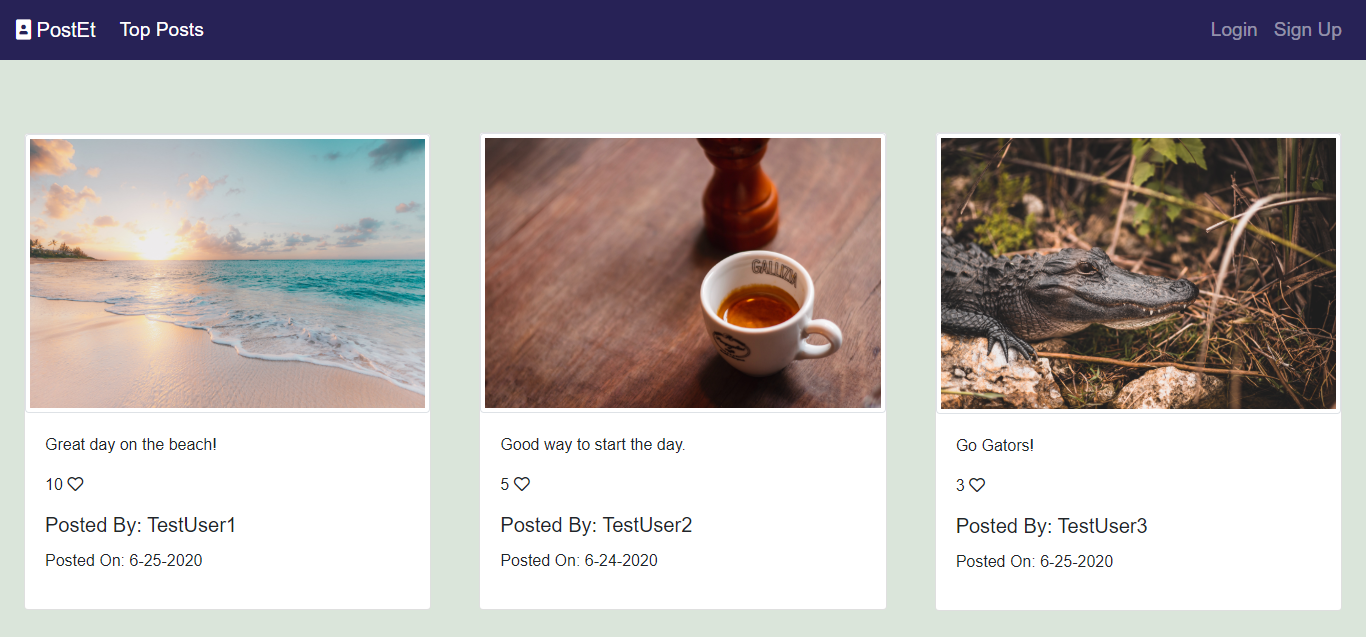 PostEt Top Posts Login Sign Up
GALLIZIA
Great day on the beach!
10
Posted By: TestUser1
Posted On: 6-25-2020
Good way to start the day.
5
Posted By: TestUser2
Posted On: 6-24-2020
Go Gators!
3
Posted By: TestUser3
Posted On: 6-25-2020